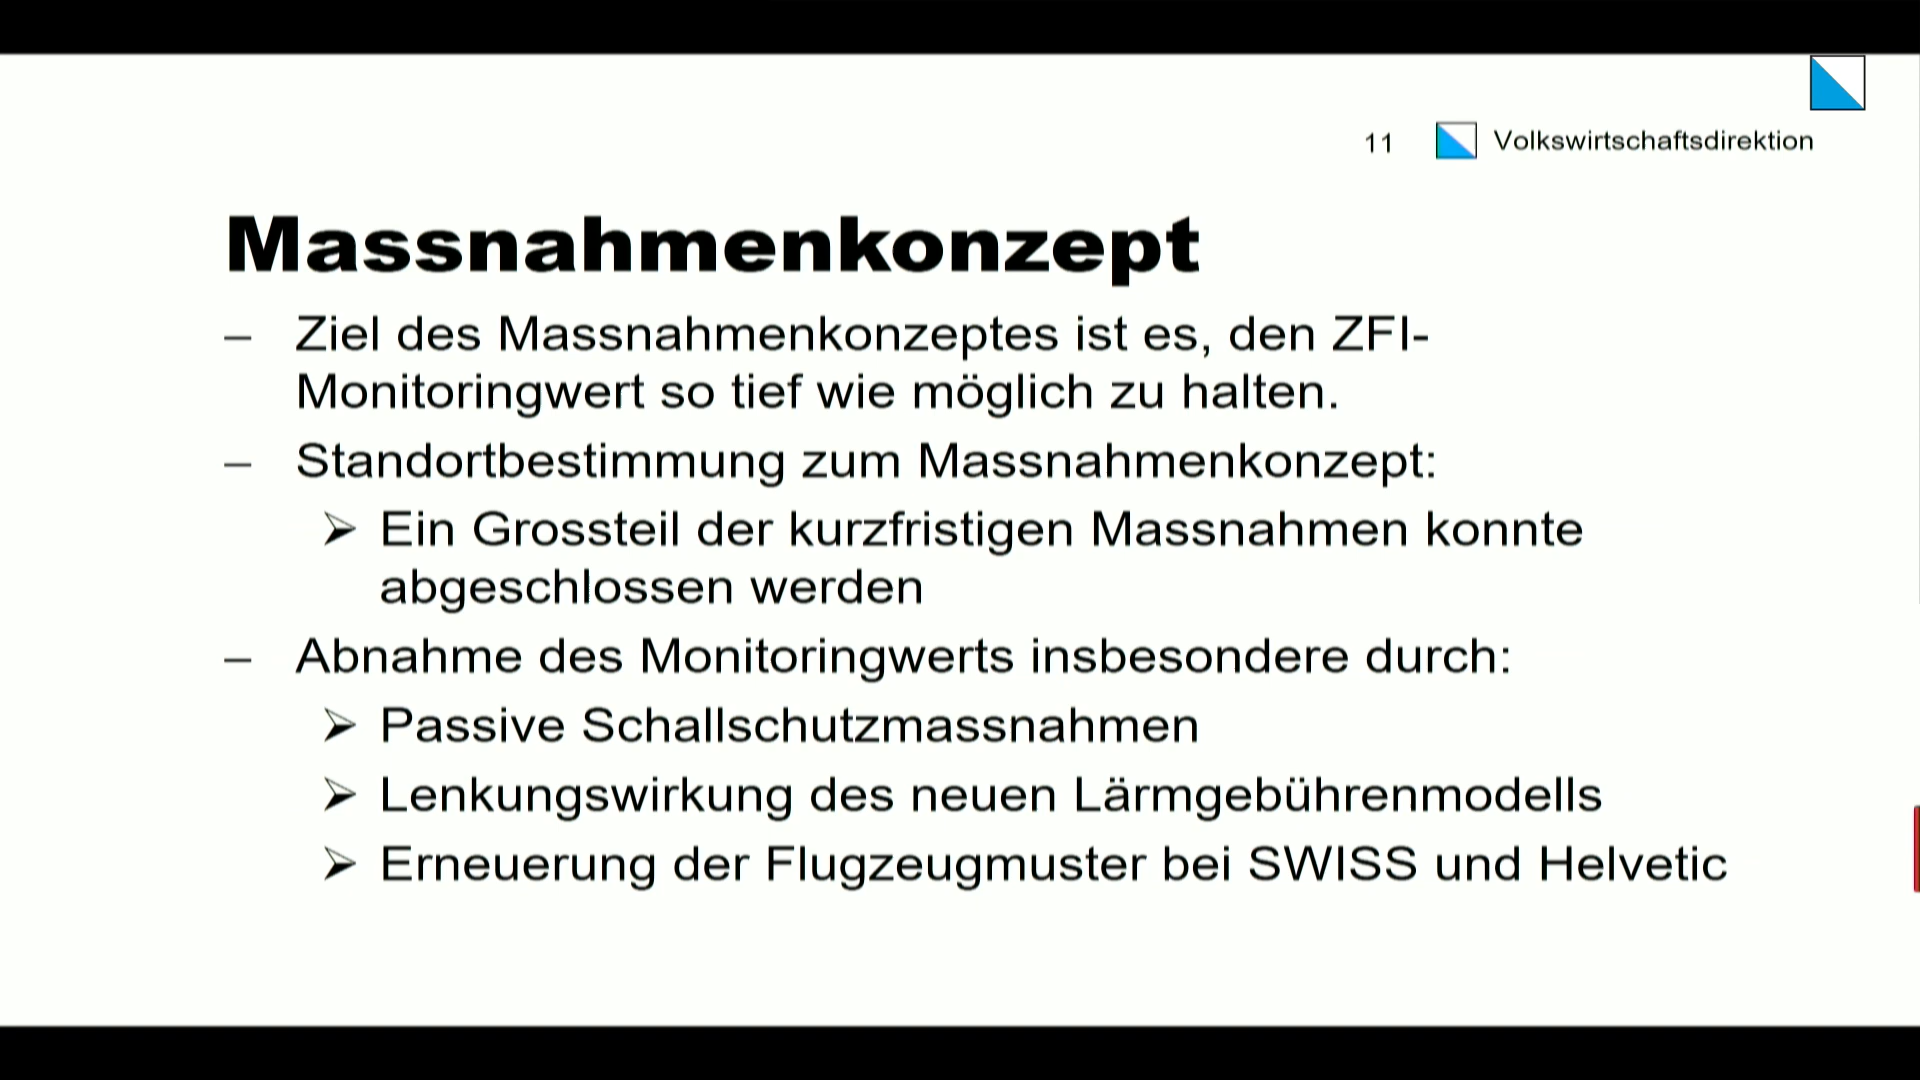 11 Volkswirtschaftsdirektion
Massnahmenkonzept
– Ziel des Massnahmenkonzeptes ist es, den ZFI-
Monitoringwert so tief wie möglich zu halten.
– Standortbestimmung zum Massnahmenkonzept:
➢ Ein Grossteil der kurzfristigen Massnahmen konnte
abgeschlossen werden
– Abnahme des Monitoringwerts insbesondere durch:
➢ Passive Schallschutzmassnahmen
➢ Lenkungswirkung des neuen Lärmgebührenmodells
➢ Erneuerung der Flugzeugmuster bei SWISS und Helvetic